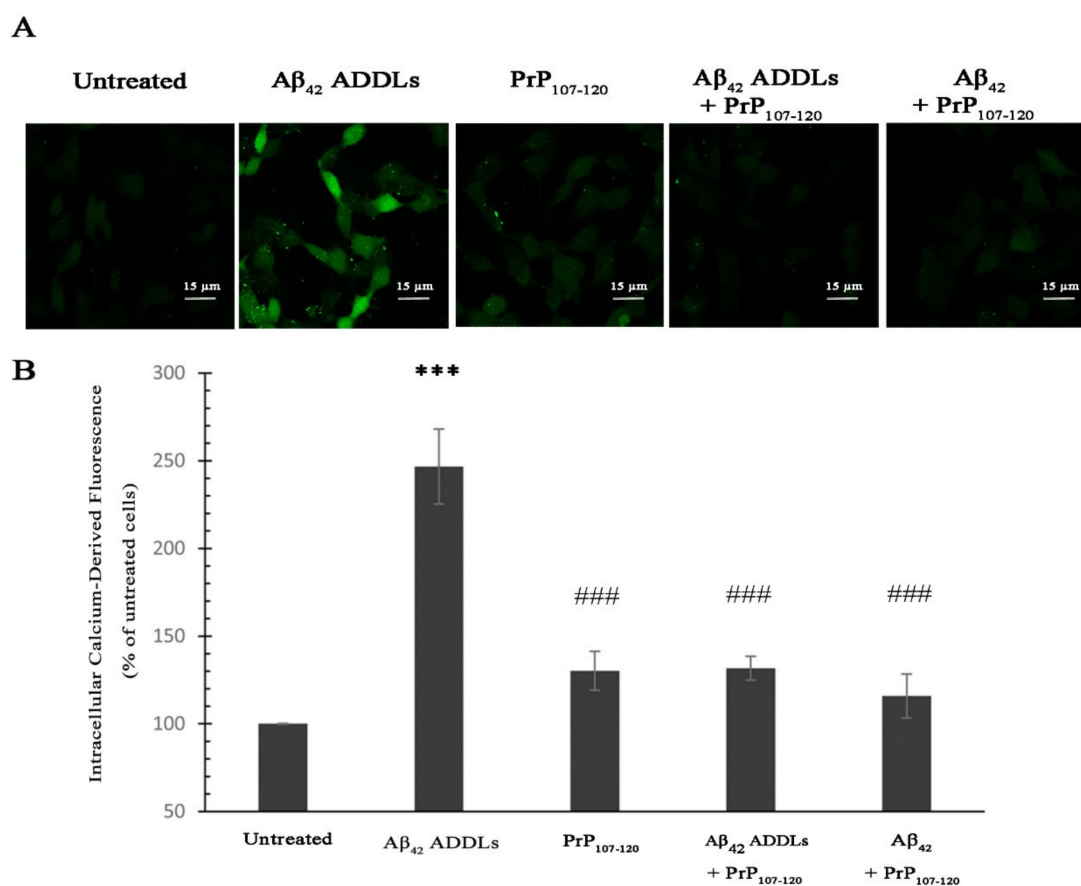 A
Untreated
Aβ42 ADDLs
PrP107-120
Aβ42 ADDLs
+ PrP107-120
Aβ42
+ PrP107-120
15 μm
15 μm
15 μm
15 μm
15 μm
B
Intracellular Calcium-Derived Fluorescence
(% of untreated cells)
300
250
200
150
100
50
***
###
###
###
Untreated
Aβ42 ADDLs
PrP107-120
Aβ42 ADDLs
+ PrP107-120
Aβ42
+ PrP107-120